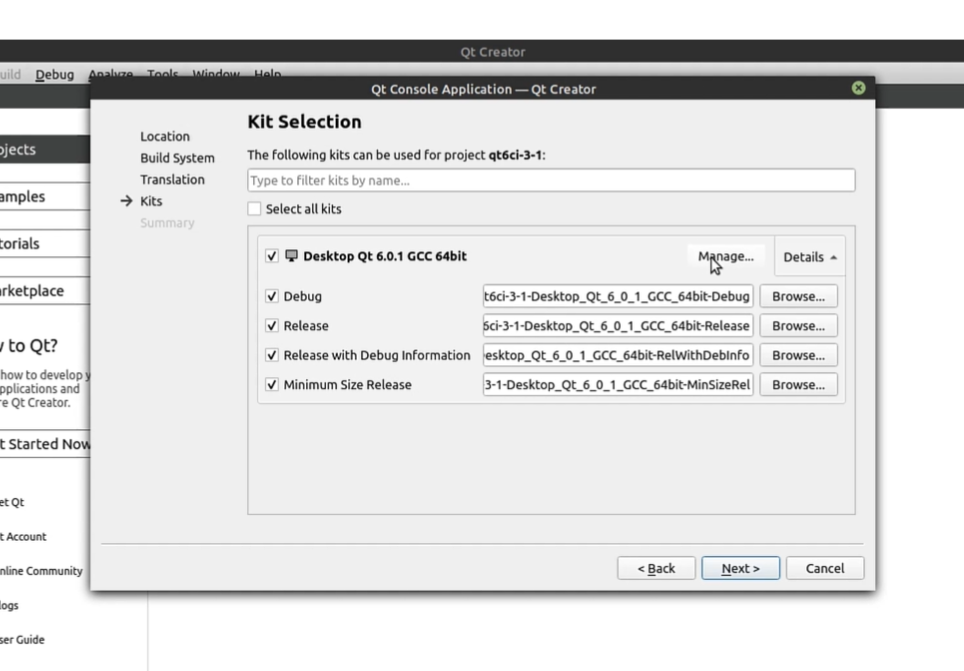 Qt Creator
uild Debug Analyze Tools Window Help
Qt Console Application — Qt Creator
ojects
amples
torials
rketplace
to Qt?
how to develop y
pplications and
re Qt Creator.
t Started Now
et Qt
t Account
nline Community
logs
ser Guide
Location
Build System
Translation
Kits
Summary
Kit Selection
The following kits can be used for project qt6ci-3-1:
Type to filter kits by name...
Select all kits
Desktop Qt 6.0.1 GCC 64bit Manage... Details
Debug t6ci-3-1-Desktop_Qt_6_0_1_GCC_64bit-Debug Browse...
Release 6ci-3-1-Desktop_Qt_6_0_1_GCC_64bit-Release Browse...
Release with Debug Information esktop_Qt_6_0_1_GCC_64bit-RelWithDebInfo Browse...
Minimum Size Release 3-1-Desktop_Qt_6_0_1_GCC_64bit-MinSizeRel Browse...
< Back Next > Cancel